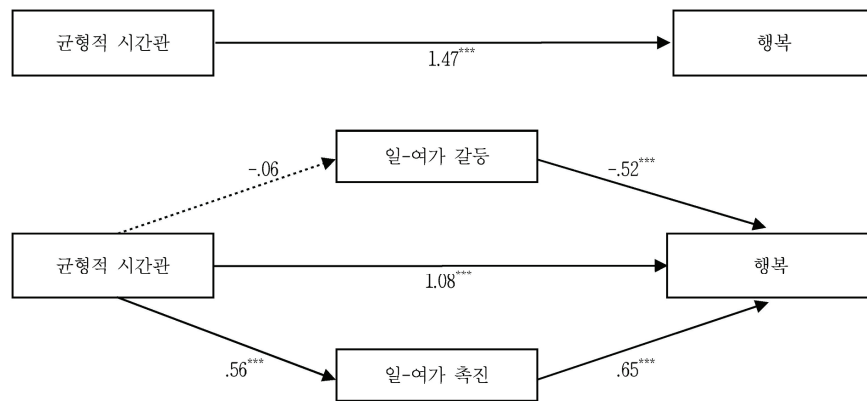 균형적 시간관
행복
1.47***
일-여가 갈등
-.06
-.52***
균형적 시간관
행복
1.08***
일-여가 촉진
.56***
.65***